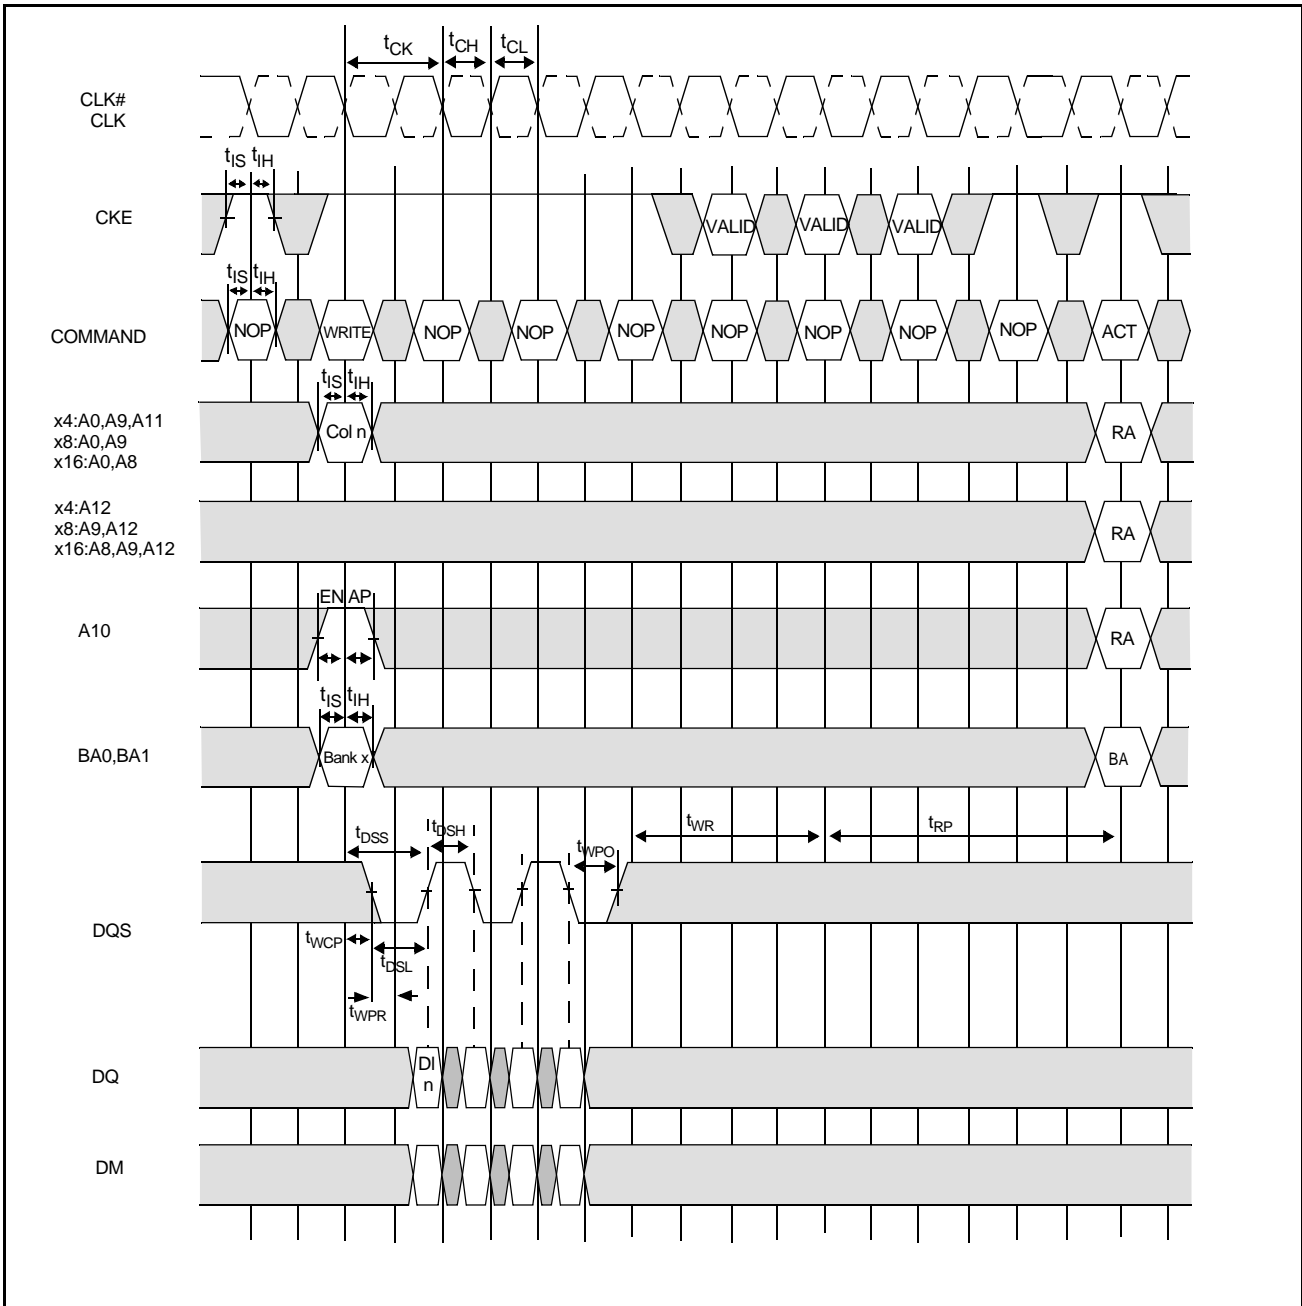 tCK tCH tCL
CLK#
CLK
tIS tIH
CKE
VALID VALID VALID
tIS tIH
COMMAND
NOP WRITE NOP NOP NOP NOP NOP NOP NOP ACT
tIS tIH
x4:A0,A9,A11
x8:A0,A9
x16:A0,A8
Col n RA
x4:A12
x8:A9,A12
x16:A8,A9,A12
RA
EN AP
A10
RA
tIS tIH
BA0,BA1
Bank x BA
tDSS tDSH tWPO tWR tRP
DQS
tWCP
tDSL
tWPR
DQ
DI
n
DM